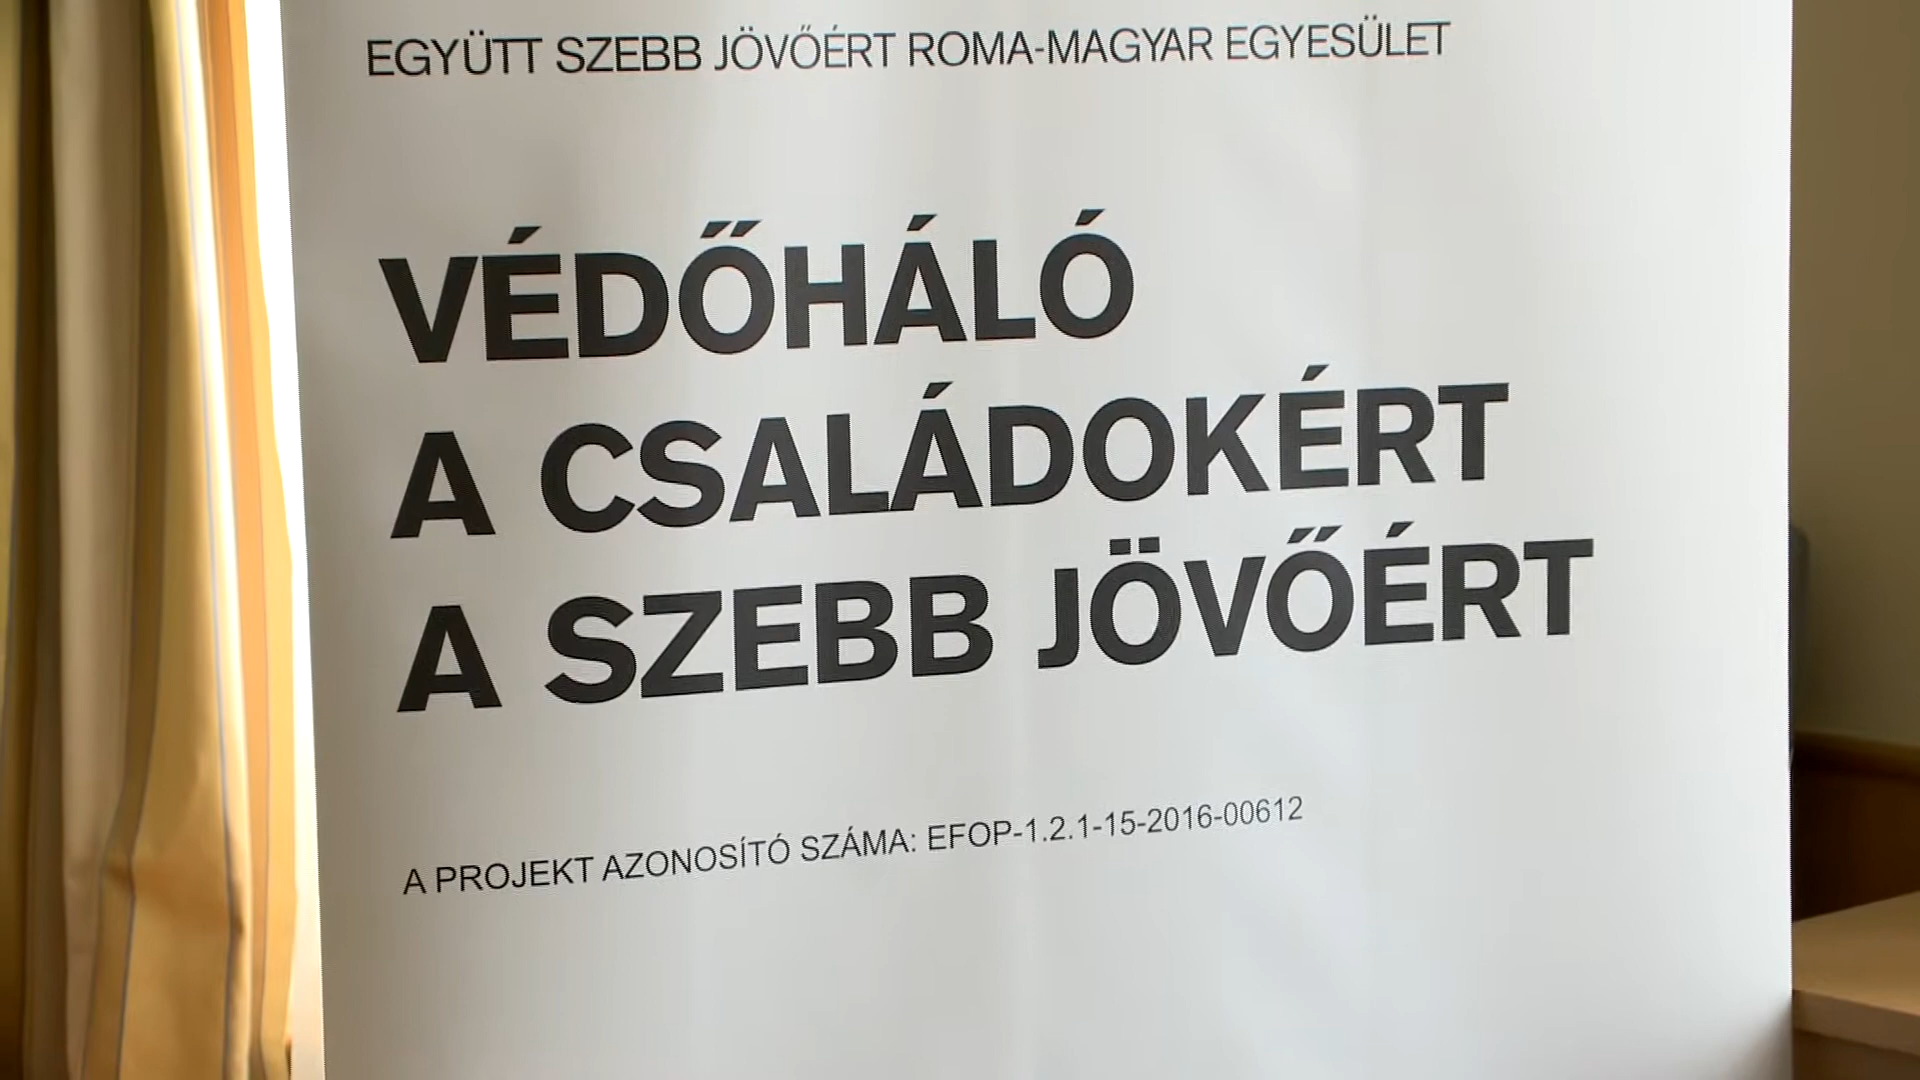 EGYÜTT SZEBB JÖVŐÉRT ROMA-MAGYAR EGYESÜLET
VÉDŐHÁLÓ
A CSALÁDOKÉRT
A SZEBB JÖVŐÉRT
A PROJEKT AZONOSÍTÓ SZÁMA: EFOP-1.2.1-15-2016-00612